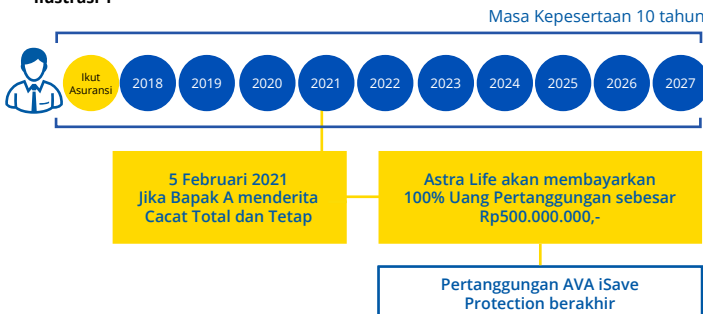 Ilustrasi 1
Masa Kepesertaan 10 tahun
Ikut
Asuransi
2018
2019
2020
2021
2022
2023
2024
2025
2026
2027
5 Februari 2021
Jika Bapak A menderita
Cacat Total dan Tetap
Astra Life akan membayarkan
100% Uang Pertanggungan sebesar
Rp500.000.000,-
Pertanggungan AVA iSave
Protection berakhir